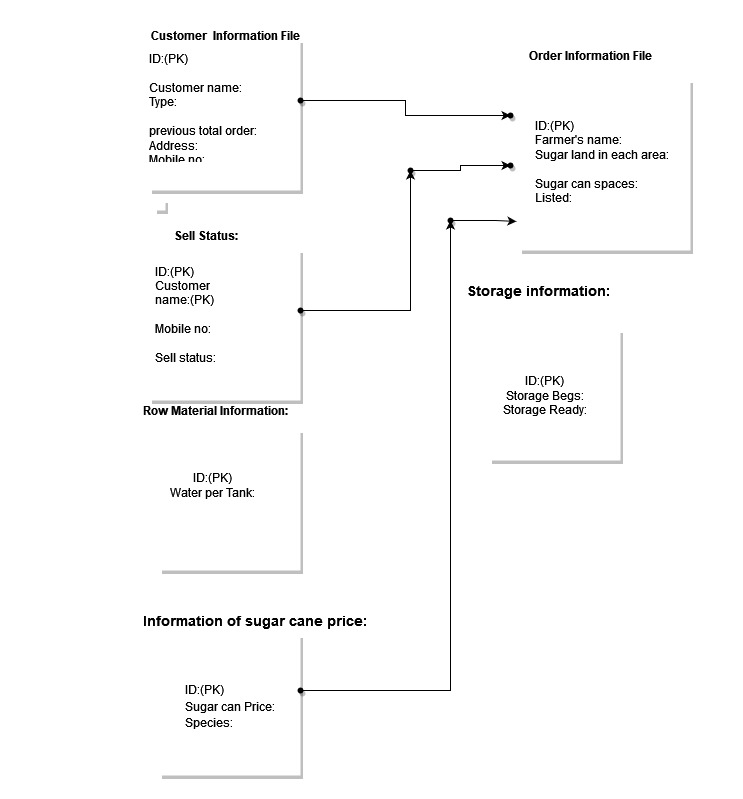 Customer Information File
ID:(PK)
Customer name:
Type:
previous total order:
Address:
Mobile no:
Order Information File
ID:(PK)
Farmer's name:
Sugar land in each area:
Sugar can spaces:
Listed:
Sell Status:
ID:(PK)
Customer
name:(PK)
Mobile no:
Sell status:
Storage information:
ID:(PK)
Storage Begs:
Storage Ready:
Row Material Information:
ID:(PK)
Water per Tank:
Information of sugar cane price:
ID:(PK)
Sugar can Price:
Species: